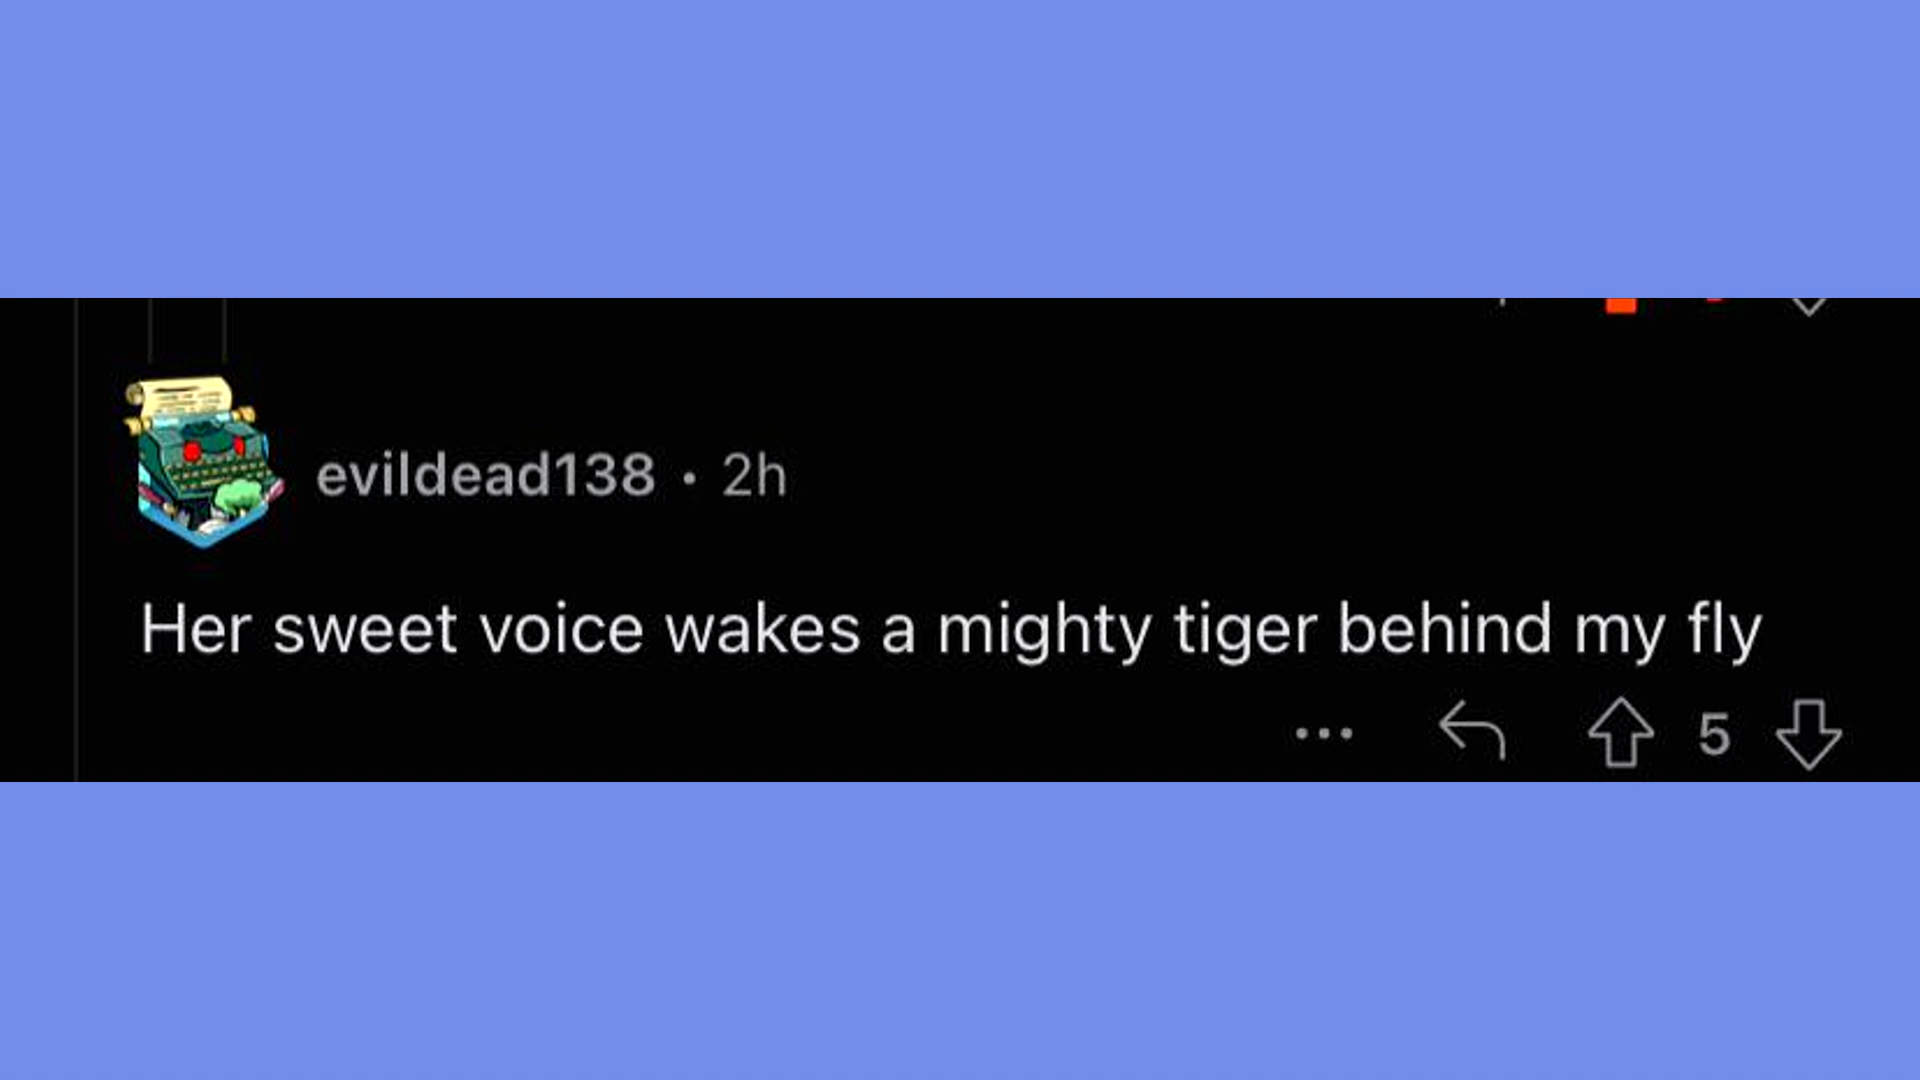 evildead138 • 2h
Her sweet voice wakes a mighty tiger behind my fly
5